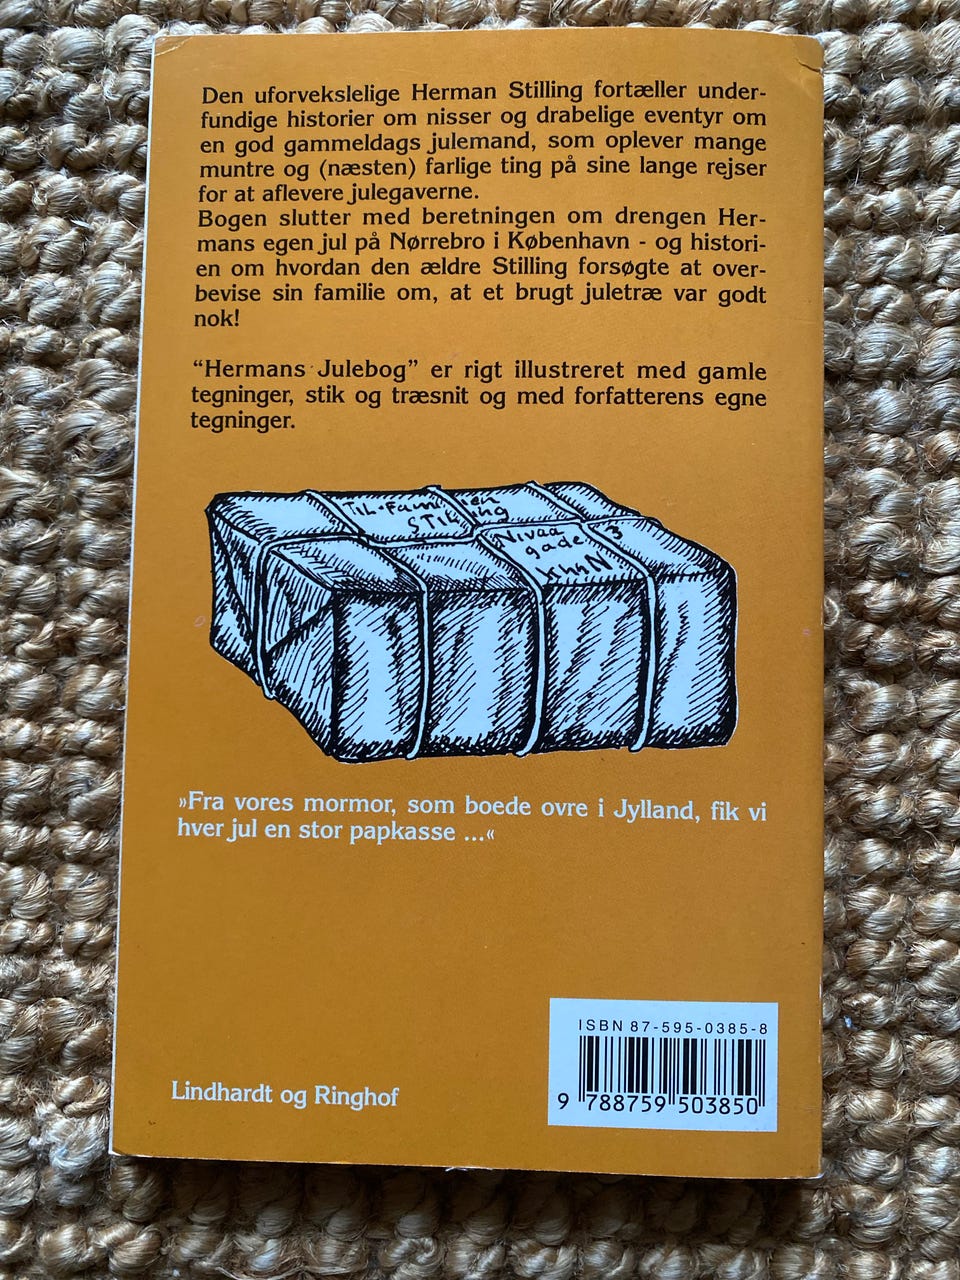 Den uforvekslelige Herman Stilling fortæller under-
fundige historier om nisser og drabelige eventyr om
en god gammeldags julemand, som oplever mange
muntre og (næsten) farlige ting på sine lange rejser
for at aflevere julegaverne.
Bogen slutter med beretningen om drengen Her-
mans egen jul på Nørrebro i København - og histori-
en om hvordan den ældre Stilling forsøgte at over-
bevise sin familie om, at et brugt juletræ var godt
nok!
“Hermans Julebog” er rigt illustreret med gamle
tegninger, stik og træsnit og med forfatterens egne
tegninger.
TIL·Familien
STilling
Nivaa
gade 3
KhvN
»Fra vores mormor, som boede ovre i Jylland, fik vi
hver jul en stor papkasse ...«
Lindhardt og Ringhof
ISBN 87-595-0385-8
9 788759 503850